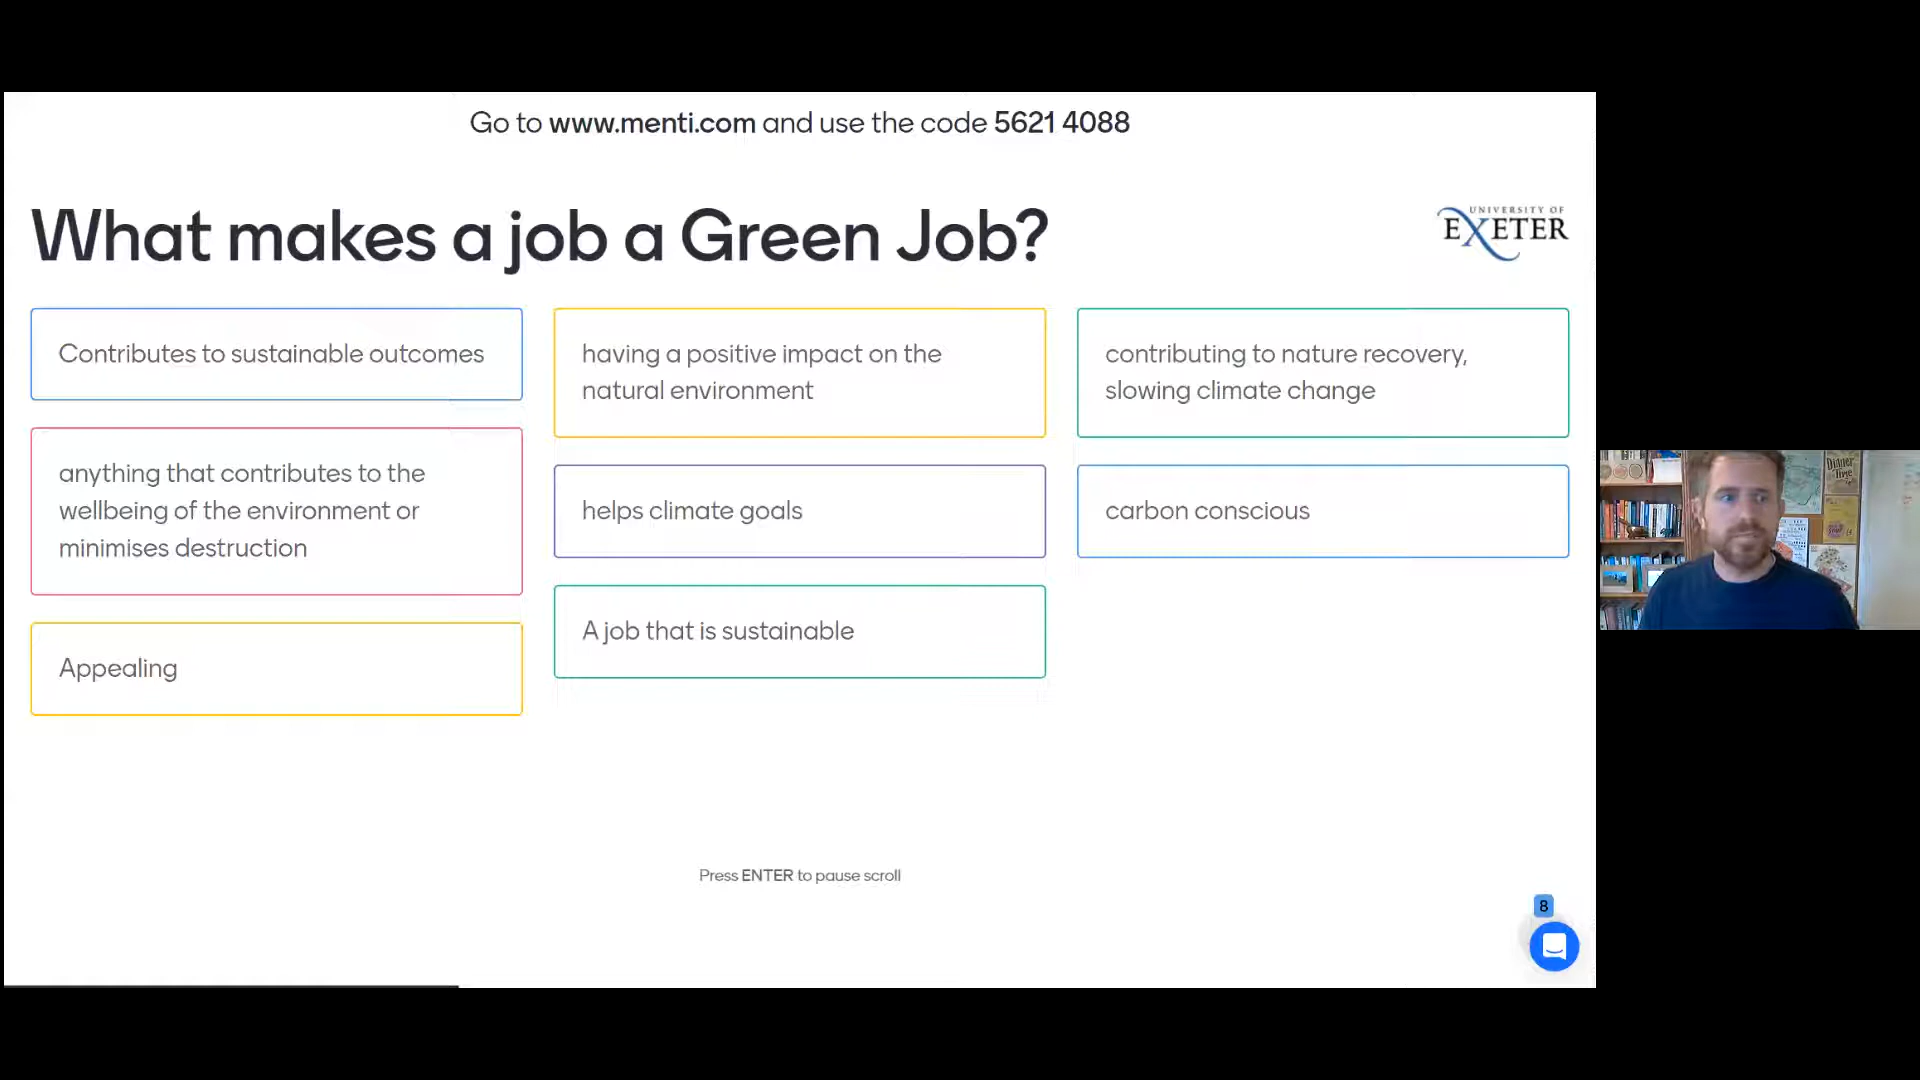 Go to www.menti.com and use the code 5621 4088
What makes a job a Green Job?
UNIVERSITY OF
EXETER
Contributes to sustainable outcomes
anything that contributes to the
wellbeing of the environment or
minimises destruction
Appealing
having a positive impact on the
natural environment
helps climate goals
A job that is sustainable
contributing to nature recovery,
slowing climate change
carbon conscious
Press ENTER to pause scroll
8
Dinner
Time